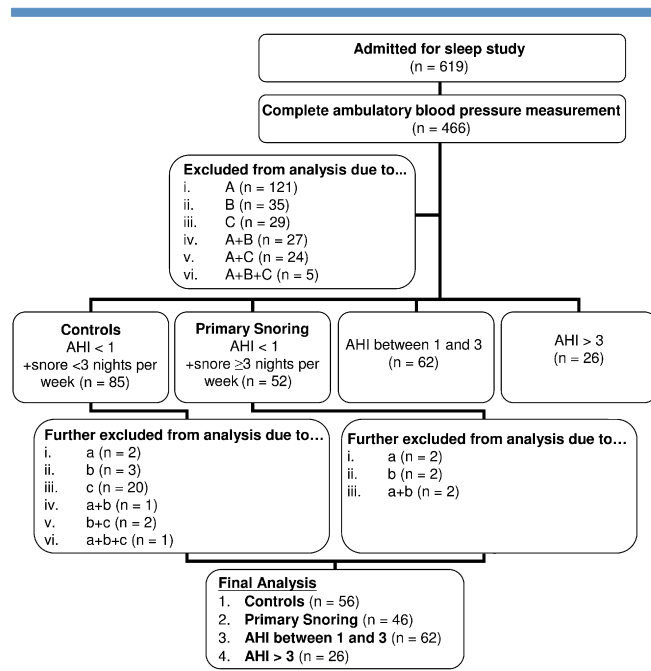 Admitted for sleep study
(n = 619)
Complete ambulatory blood pressure measurement
(n = 466)
Excluded from analysis due to...
i. A (n = 121)
ii. B (n = 35)
iii. C (n = 29)
iv. A+B (n = 27)
v. A+C (n = 24)
vi. A+B+C (n = 5)
Controls
AHI < 1
+snore <3 nights per
week (n = 85)
Primary Snoring
AHI < 1
+snore ≥3 nights per
week (n = 52)
AHI between 1 and 3
(n = 62)
AHI > 3
(n = 26)
Further excluded from analysis due to…
i. a (n = 2)
ii. b (n = 3)
iii. c (n = 20)
iv. a+b (n = 1)
v. b+c (n = 2)
vi. a+b+c (n = 1)
Further excluded from analysis due to…
i. a (n = 2)
ii. b (n = 2)
iii. a+b (n = 2)
Final Analysis
1. Controls (n = 56)
2. Primary Snoring (n = 46)
3. AHI between 1 and 3 (n = 62)
4. AHI > 3 (n = 26)